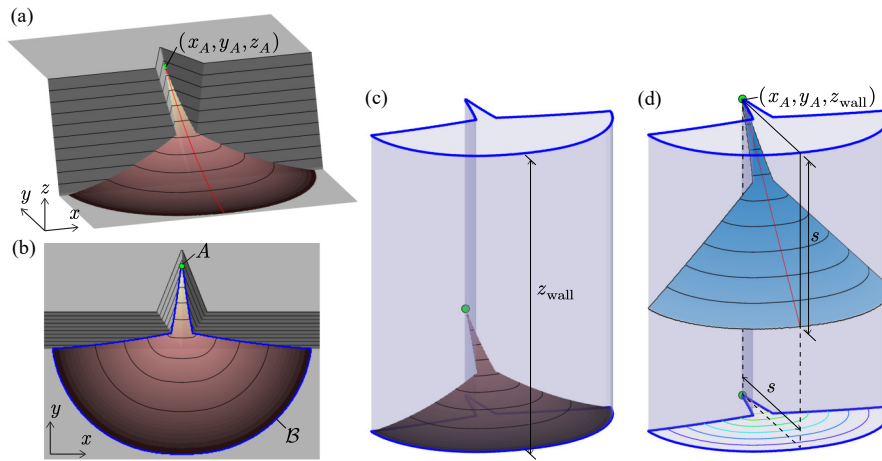 (a)
(x_A, y_A, z_A)
y
z
x
(b)
A
y
x
ℬ
(c)
z_wall
(d)
(x_A, y_A, z_wall)
s
s